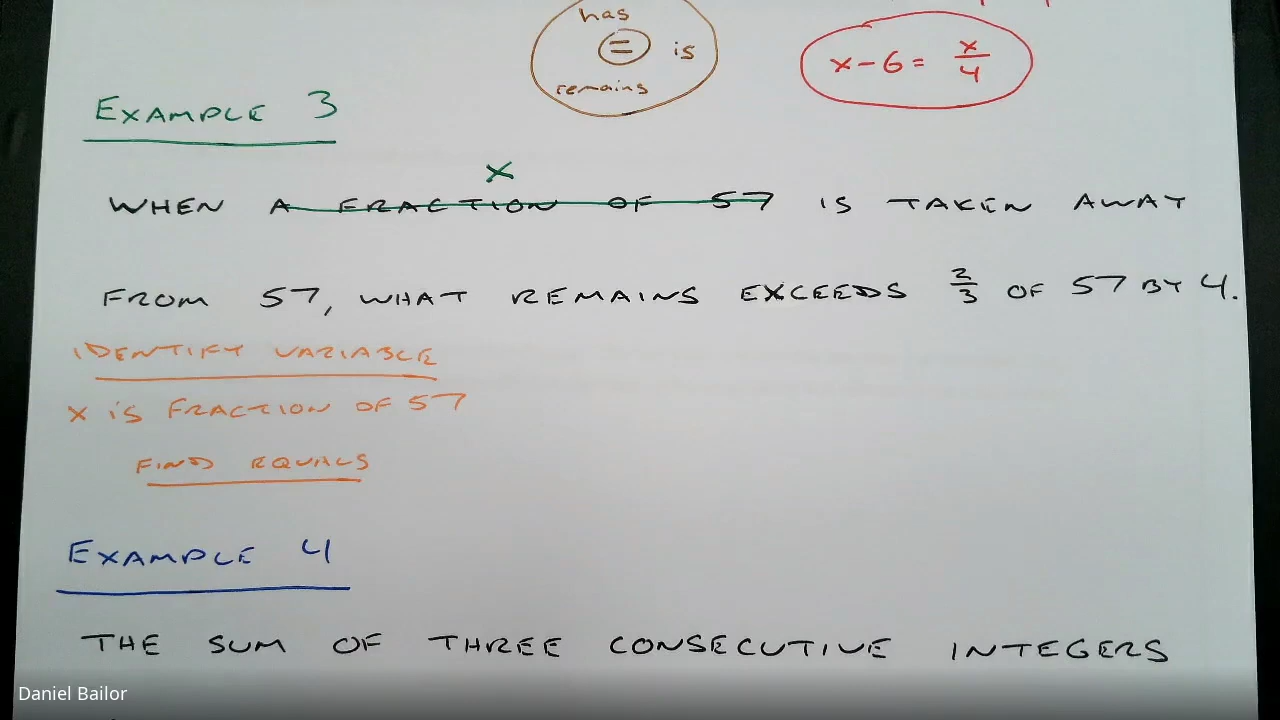 has
= is
remains
x - 6 = x/4
EXAMPLE 3
x
WHEN A FRACTION OF 57 IS TAKEN AWAY
FROM 57, WHAT REMAINS EXCEEDS 2/3 OF 57 BY 4.
IDENTIFY VARIABLE
X IS FRACTION OF 57
FIND EQUALS
EXAMPLE 4
THE SUM OF THREE CONSECUTIVE INTEGERS
Daniel Bailor